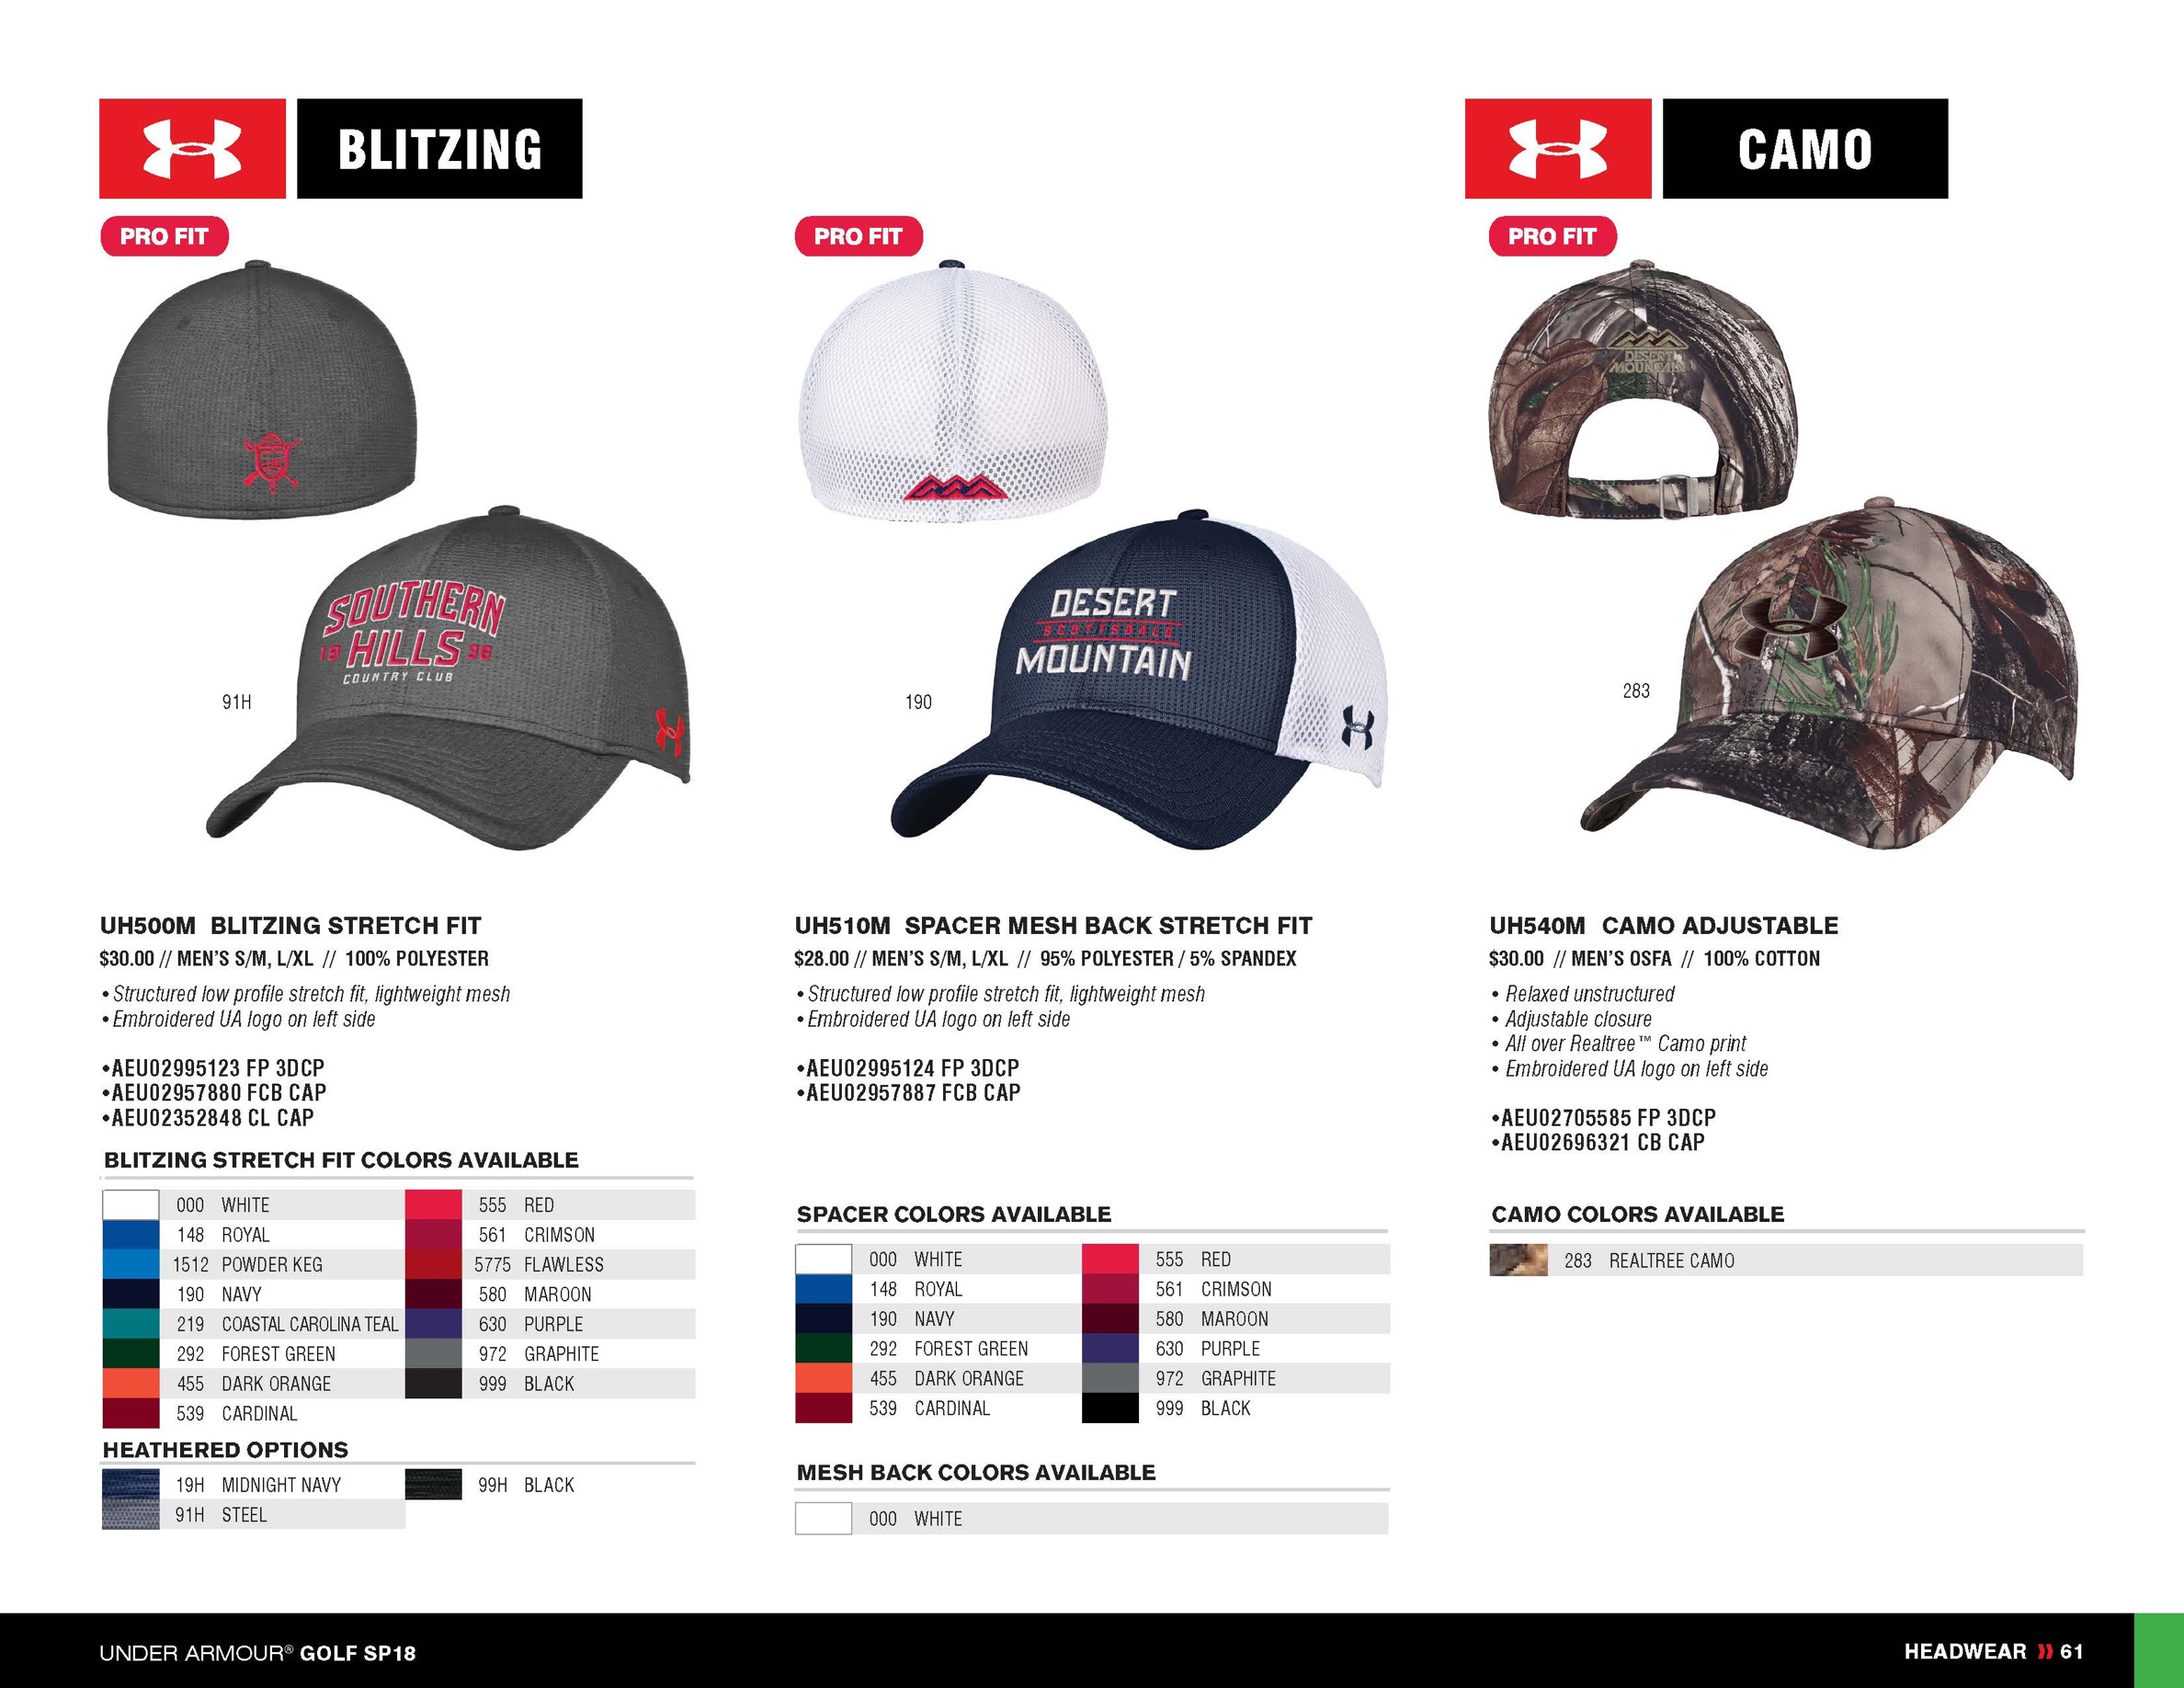 BLITZING
CAMO
PRO FIT
PRO FIT
PRO FIT
DESERT
MOUNTAIN
SOUTHERN
19 HILLS 36
COUNTRY CLUB
91H
DESERT
SCOTTSDALE
MOUNTAIN
190
283
UH500M BLITZING STRETCH FIT
$30.00 // MEN'S S/M, L/XL // 100% POLYESTER
• Structured low profile stretch fit, lightweight mesh
• Embroidered UA logo on left side
•AEU02995123 FP 3DCP
•AEU02957880 FCB CAP
•AEU02352848 CL CAP
BLITZING STRETCH FIT COLORS AVAILABLE
000 WHITE 555 RED
148 ROYAL 561 CRIMSON
1512 POWDER KEG 5775 FLAWLESS
190 NAVY 580 MAROON
219 COASTAL CAROLINA TEAL 630 PURPLE
292 FOREST GREEN 972 GRAPHITE
455 DARK ORANGE 999 BLACK
539 CARDINAL
HEATHERED OPTIONS
19H MIDNIGHT NAVY 99H BLACK
91H STEEL
UH510M SPACER MESH BACK STRETCH FIT
$28.00 // MEN'S S/M, L/XL // 95% POLYESTER / 5% SPANDEX
• Structured low profile stretch fit, lightweight mesh
• Embroidered UA logo on left side
•AEU02995124 FP 3DCP
•AEU02957887 FCB CAP
SPACER COLORS AVAILABLE
000 WHITE 555 RED
148 ROYAL 561 CRIMSON
190 NAVY 580 MAROON
292 FOREST GREEN 630 PURPLE
455 DARK ORANGE 972 GRAPHITE
539 CARDINAL 999 BLACK
MESH BACK COLORS AVAILABLE
000 WHITE
UH540M CAMO ADJUSTABLE
$30.00 // MEN'S OSFA // 100% COTTON
• Relaxed unstructured
• Adjustable closure
• All over Realtree™ Camo print
• Embroidered UA logo on left side
•AEU02705585 FP 3DCP
•AEU02696321 CB CAP
CAMO COLORS AVAILABLE
283 REALTREE CAMO
UNDER ARMOUR® GOLF SP18
HEADWEAR 61